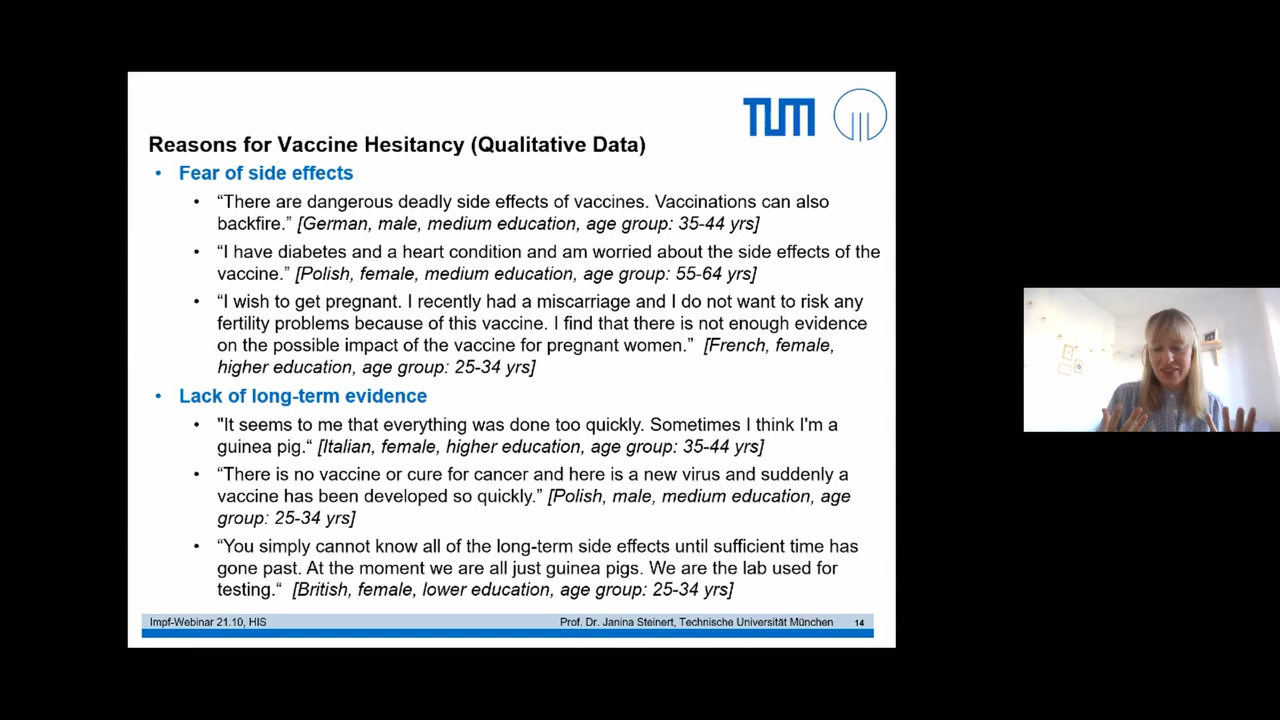 TUM
Reasons for Vaccine Hesitancy (Qualitative Data)
• Fear of side effects
• “There are dangerous deadly side effects of vaccines. Vaccinations can also
backfire.” [German, male, medium education, age group: 35-44 yrs]
• “I have diabetes and a heart condition and am worried about the side effects of the
vaccine.” [Polish, female, medium education, age group: 55-64 yrs]
• “I wish to get pregnant. I recently had a miscarriage and I do not want to risk any
fertility problems because of this vaccine. I find that there is not enough evidence
on the possible impact of the vaccine for pregnant women.” [French, female,
higher education, age group: 25-34 yrs]
• Lack of long-term evidence
• "It seems to me that everything was done too quickly. Sometimes I think I'm a
guinea pig.“ [Italian, female, higher education, age group: 35-44 yrs]
• “There is no vaccine or cure for cancer and here is a new virus and suddenly a
vaccine has been developed so quickly.” [Polish, male, medium education, age
group: 25-34 yrs]
• “You simply cannot know all of the long-term side effects until sufficient time has
gone past. At the moment we are all just guinea pigs. We are the lab used for
testing.“ [British, female, lower education, age group: 25-34 yrs]
Impf-Webinar 21.10, HIS Prof. Dr. Janina Steinert, Technische Universität München 14